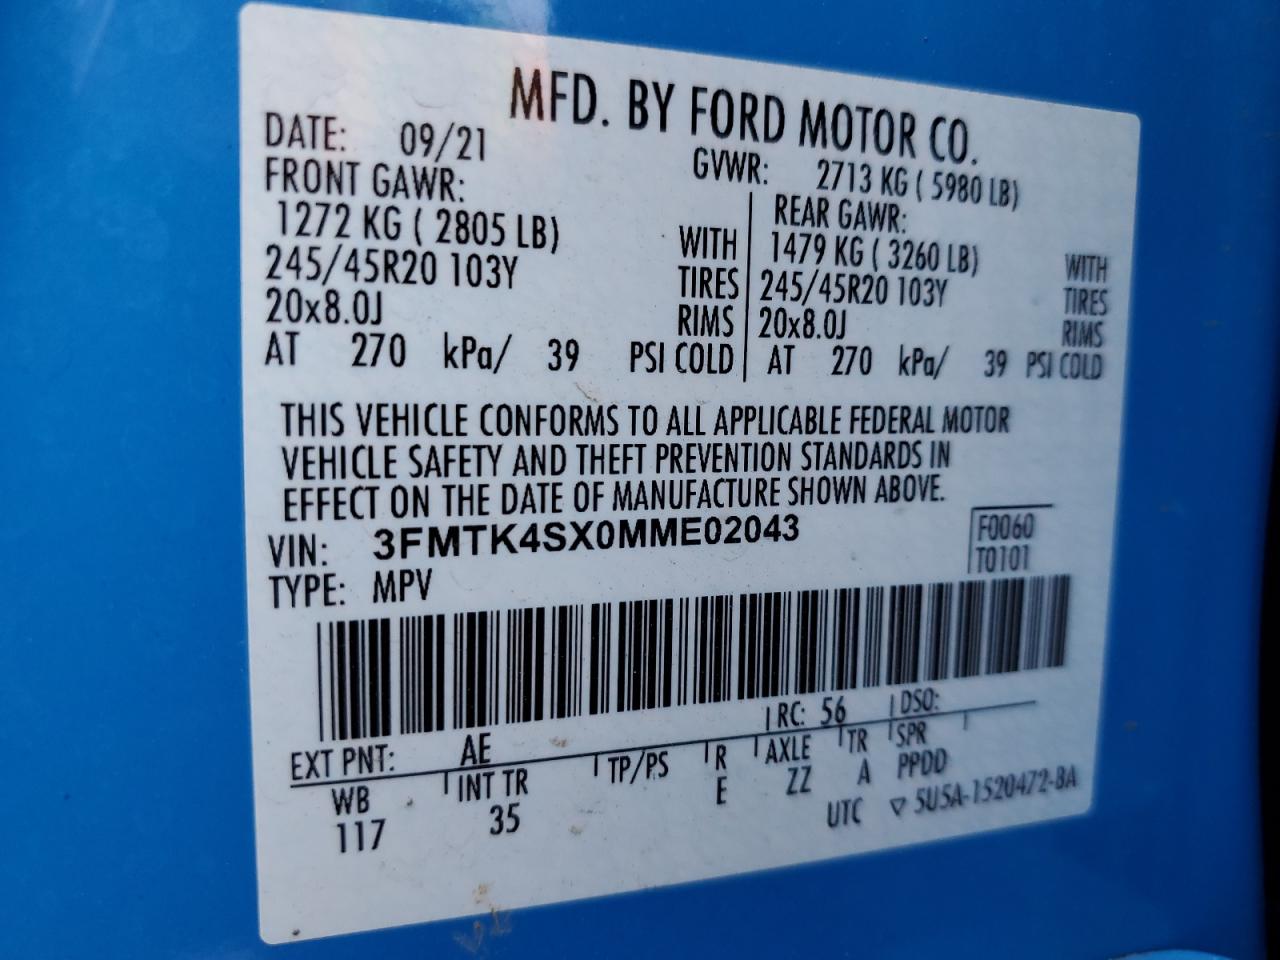 MFD. BY FORD MOTOR CO.
DATE: 09/21 GVWR: 2713 KG ( 5980 LB)
FRONT GAWR: REAR GAWR:
1272 KG ( 2805 LB) WITH 1479 KG ( 3260 LB) WITH
245/45R20 103Y TIRES 245/45R20 103Y TIRES
20x8.0J RIMS 20x8.0J RIMS
AT 270 kPa/ 39 PSI COLD AT 270 kPa/ 39 PSI COLD
THIS VEHICLE CONFORMS TO ALL APPLICABLE FEDERAL MOTOR
VEHICLE SAFETY AND THEFT PREVENTION STANDARDS IN
EFFECT ON THE DATE OF MANUFACTURE SHOWN ABOVE.
VIN: 3FMTK4SX0MME02043 F0060
TYPE: MPV T0101
EXT PNT: AE RC: 56 DSO:
WB INT TR TP/PS R AXLE TR SPR
117 35 E ZZ A PPDD
UTC ▽ 5U5A-1520472-BA